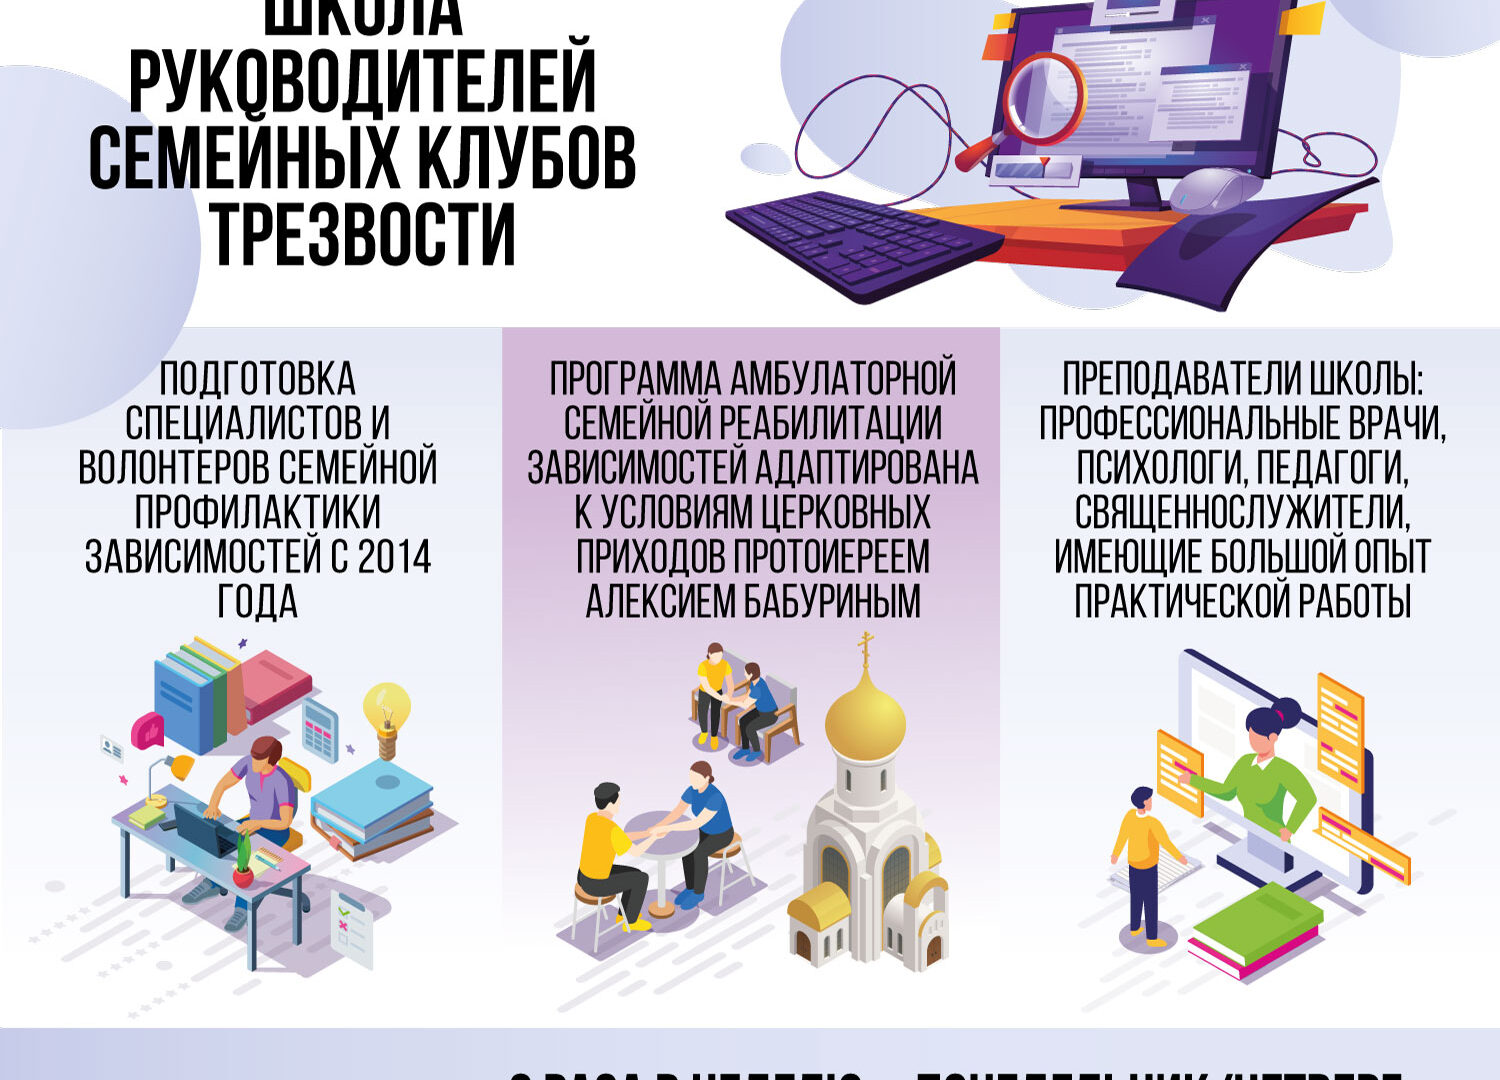 ШКОЛА
РУКОВОДИТЕЛЕЙ
СЕМЕЙНЫХ КЛУБОВ
ТРЕЗВОСТИ
ПОДГОТОВКА
СПЕЦИАЛИСТОВ И
ВОЛОНТЕРОВ СЕМЕЙНОЙ
ПРОФИЛАКТИКИ
ЗАВИСИМОСТЕЙ С 2014
ГОДА
ПРОГРАММА АМБУЛАТОРНОЙ
СЕМЕЙНОЙ РЕАБИЛИТАЦИИ
ЗАВИСИМОСТЕЙ АДАПТИРОВАНА
К УСЛОВИЯМ ЦЕРКОВНЫХ
ПРИХОДОВ ПРОТОИЕРЕЕМ
АЛЕКСИЕМ БАБУРИНЫМ
ПРЕПОДАВАТЕЛИ ШКОЛЫ:
ПРОФЕССИОНАЛЬНЫЕ ВРАЧИ,
ПСИХОЛОГИ, ПЕДАГОГИ,
СВЯЩЕННОСЛУЖИТЕЛИ,
ИМЕЮЩИЕ БОЛЬШОЙ ОПЫТ
ПРАКТИЧЕСКОЙ РАБОТЫ